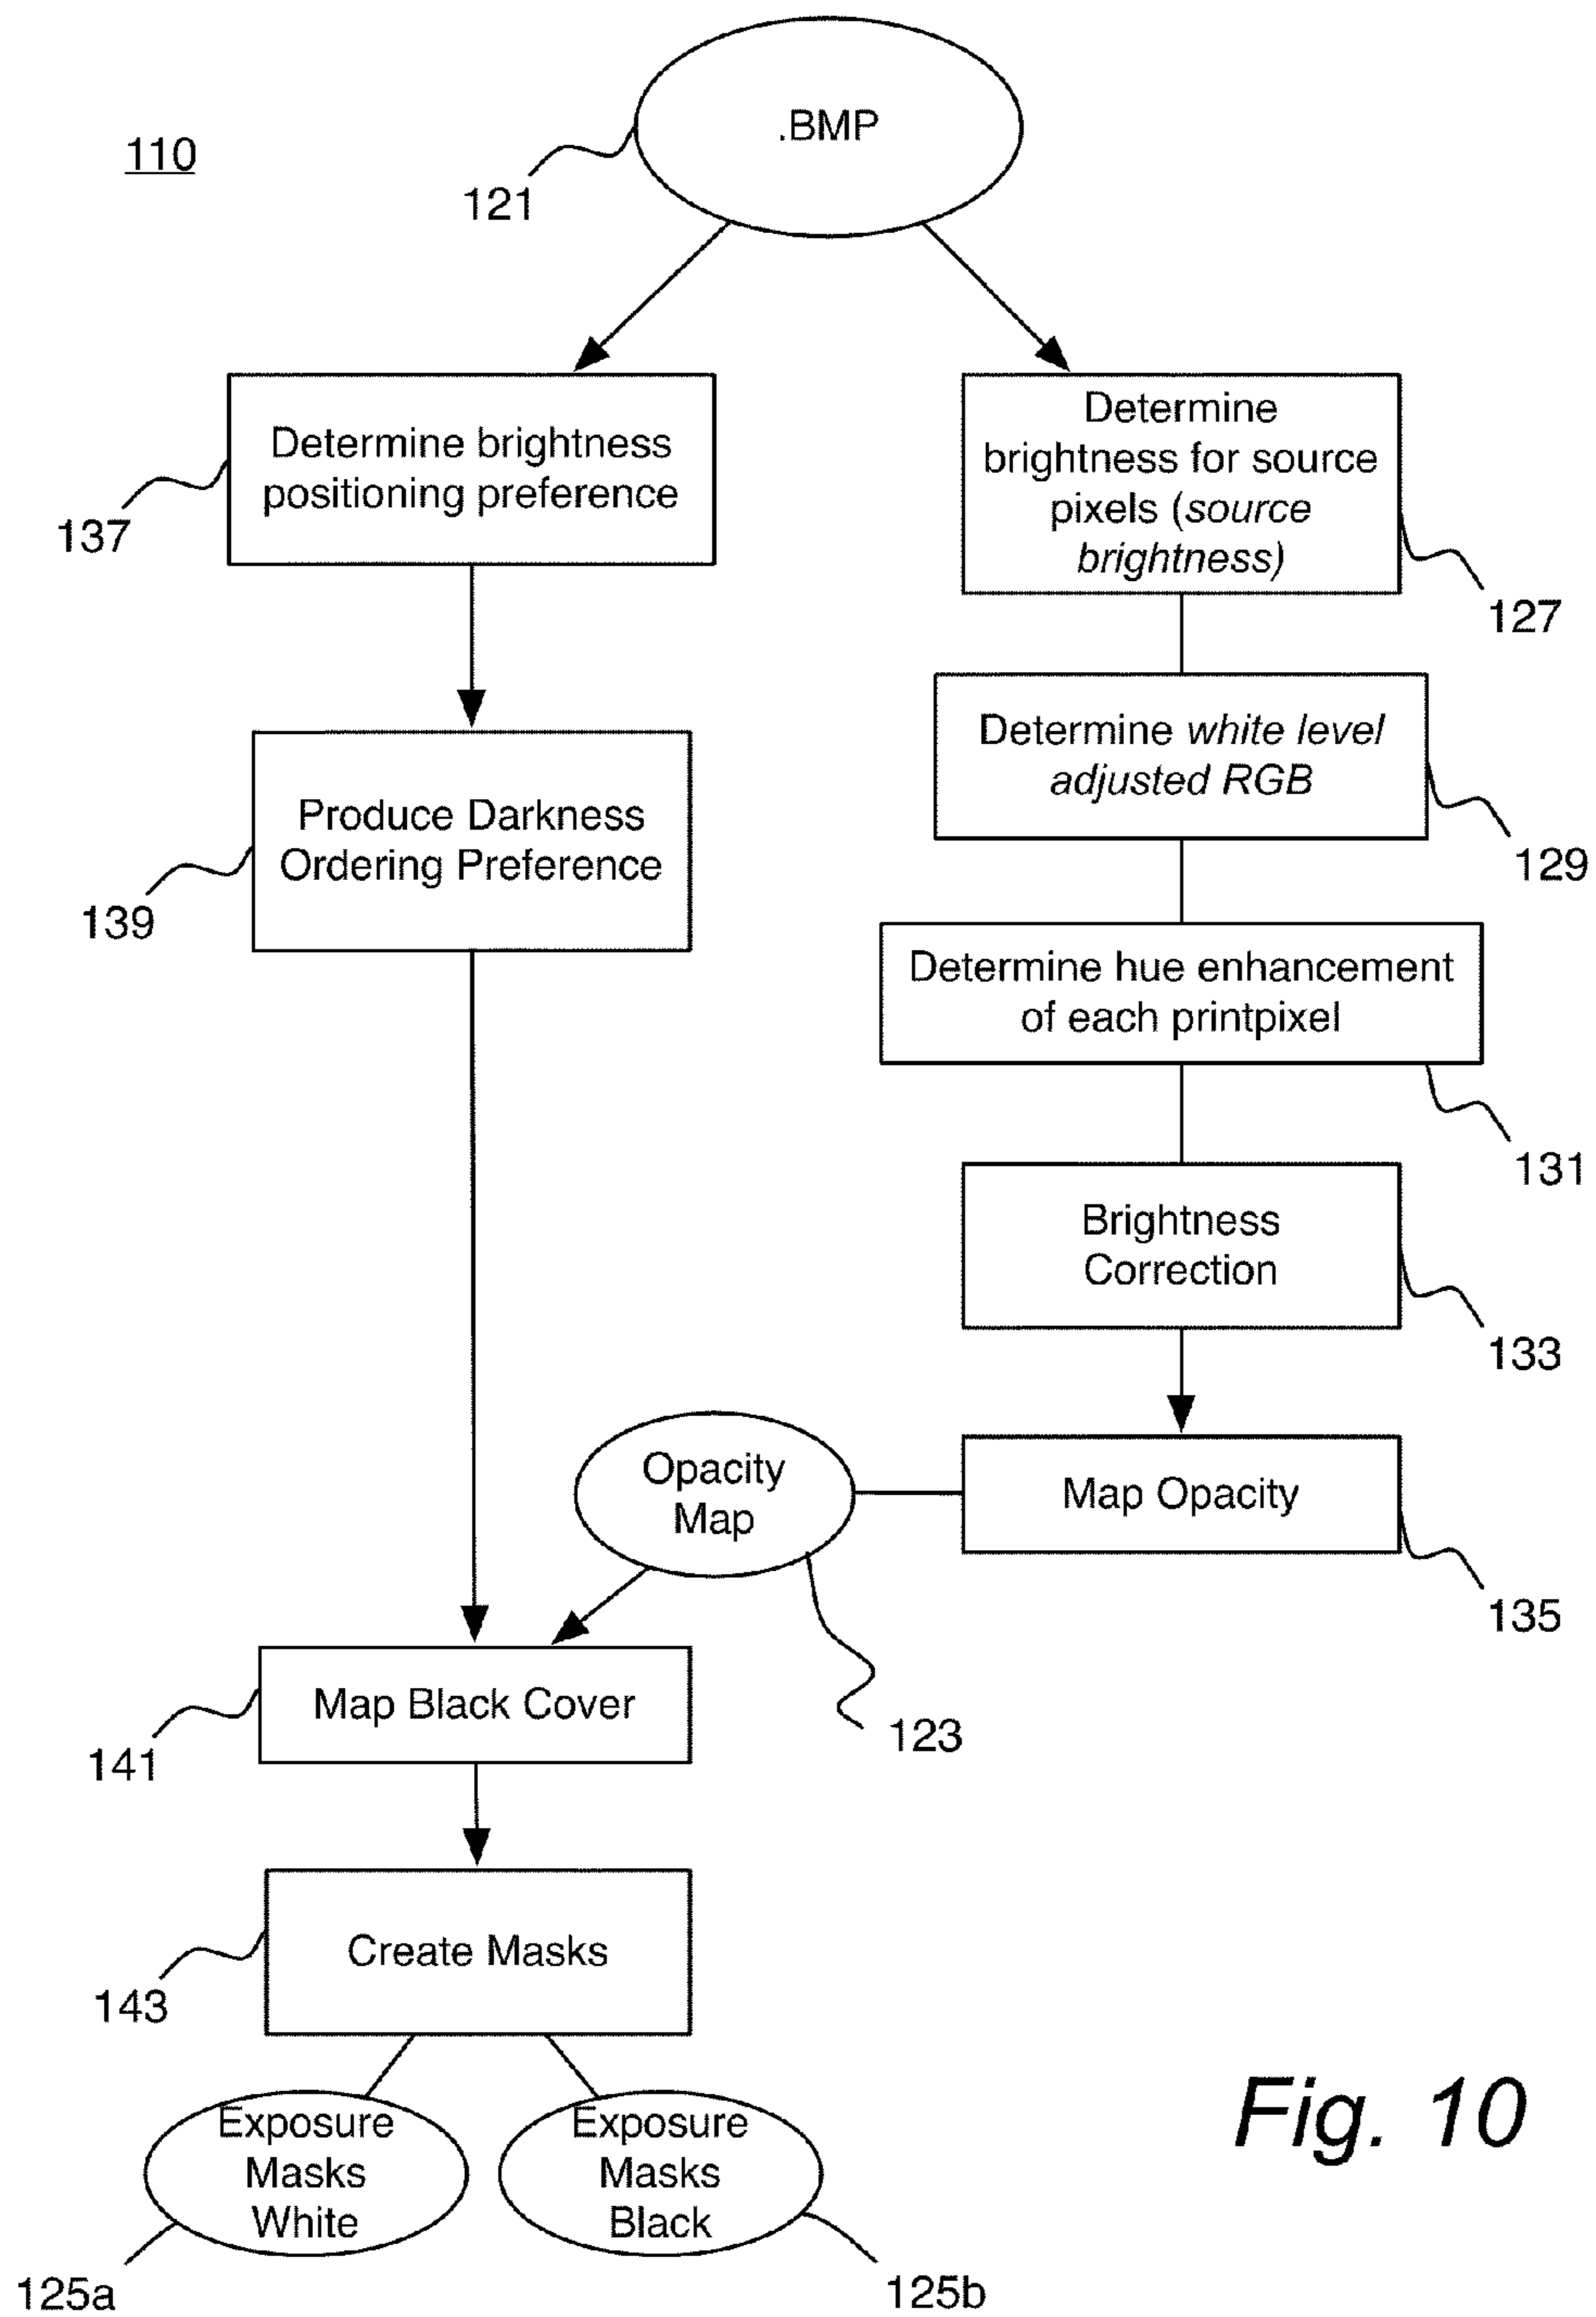 .BMP
110
121
Determine brightness
positioning preference
137
Determine
brightness for source
pixels (source
brightness)
127
Determine white level
adjusted RGB
129
Produce Darkness
Ordering Preference
139
Determine hue enhancement
of each printpixel
131
Brightness
Correction
133
Opacity
Map
123
Map Opacity
135
Map Black Cover
141
Create Masks
143
Exposure
Masks
White
125a
Exposure
Masks
Black
125b
Fig. 10